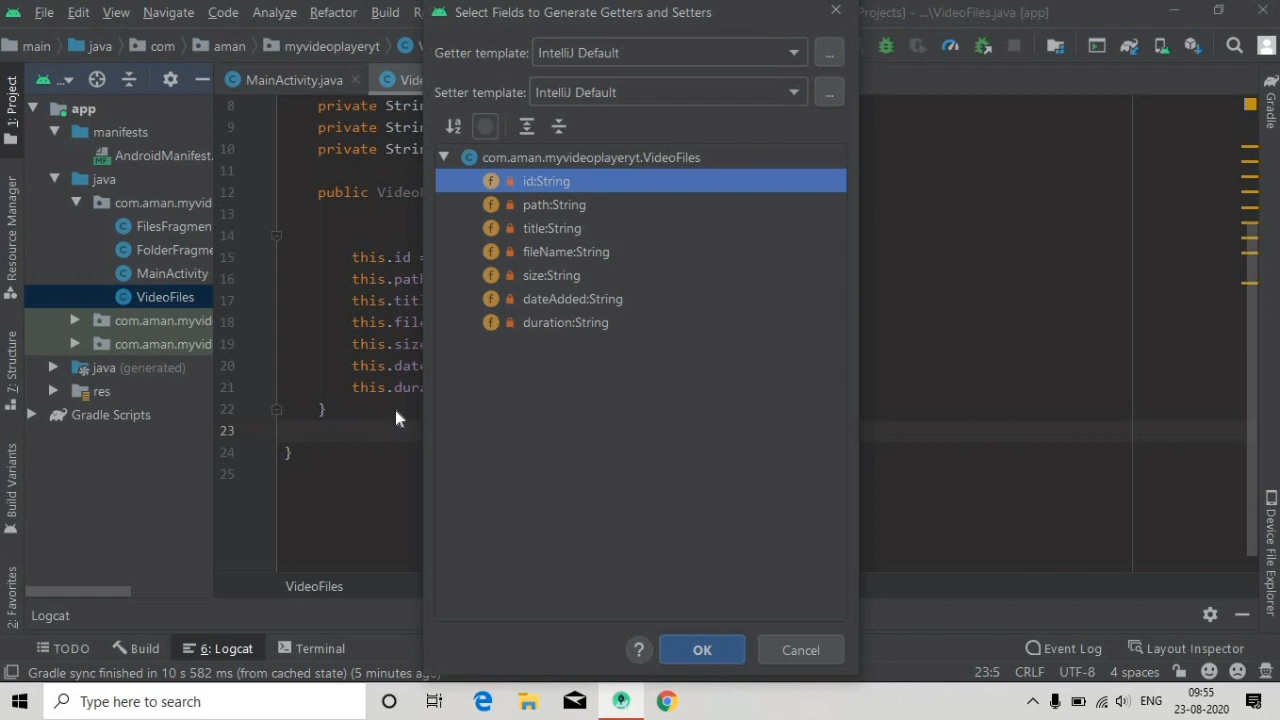 File Edit View Navigate Code Analyze Refactor Build
Select Fields to Generate Getters and Setters
Projects] - ...\VideoFiles.java [app]
main java com aman myvideoplayeryt
Getter template: IntelliJ Default ...
Setter template: IntelliJ Default ...
1: Project
Resource Manager
7: Structure
Build Variants
2: Favorites
...
MainActivity.java
app
manifests
AndroidManifest.
java
com.aman.myvid
FilesFragmen
FolderFragme
MainActivity
VideoFiles
com.aman.myvid
com.aman.myvid
java (generated)
res
Gradle Scripts
8 private Strin
9 private Strin
10 private Strin
11
12 public VideoF
13
14
15 this.id =
16 this.path
17 this.titl
18 this.file
19 this.size
20 this.date
21 this.dura
22 }
23
24 }
25
com.aman.myvideoplayeryt.VideoFiles
id:String
path:String
title:String
fileName:String
size:String
dateAdded:String
duration:String
? OK Cancel
Gradle
Device File Explorer
VideoFiles
Logcat
TODO Build 6: Logcat Terminal
Event Log Layout Inspector
Gradle sync finished in 10 s 582 ms (from cached state) (5 minutes ago)
23:5 CRLF UTF-8 4 spaces
Type here to search
ENG
09:55
23-08-2020